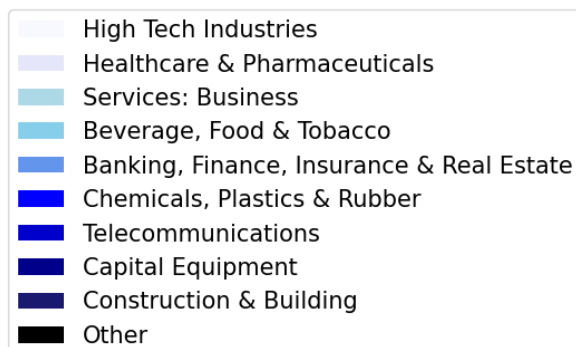 High Tech Industries
Healthcare & Pharmaceuticals
Services: Business
Beverage, Food & Tobacco
Banking, Finance, Insurance & Real Estate
Chemicals, Plastics & Rubber
Telecommunications
Capital Equipment
Construction & Building
Other